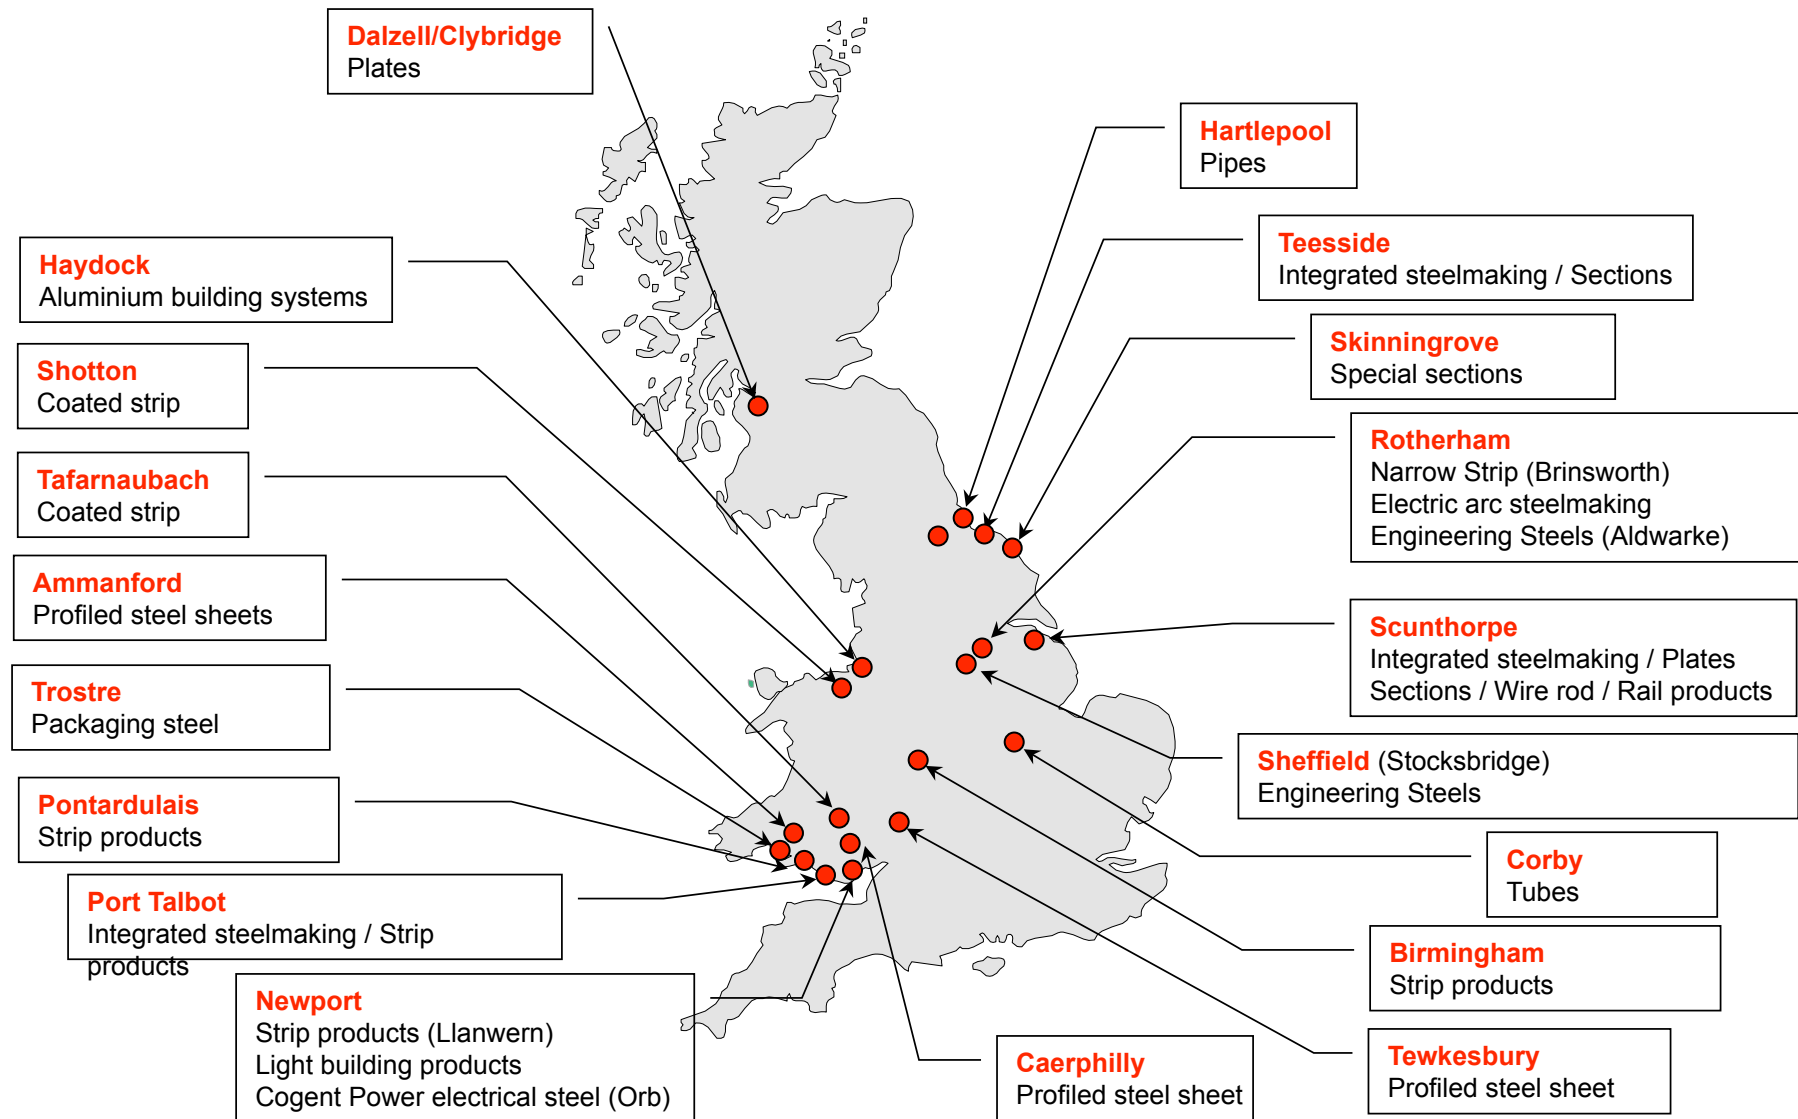 Dalzell/Clybridge
Plates
Hartlepool
Pipes
Teesside
Integrated steelmaking / Sections
Haydock
Aluminium building systems
Skinningrove
Special sections
Shotton
Coated strip
Rotherham
Narrow Strip (Brinsworth)
Electric arc steelmaking
Engineering Steels (Aldwarke)
Tafarnaubach
Coated strip
Ammanford
Profiled steel sheets
Scunthorpe
Integrated steelmaking / Plates
Sections / Wire rod / Rail products
Trostre
Packaging steel
Sheffield (Stocksbridge)
Engineering Steels
Pontardulais
Strip products
Corby
Tubes
Port Talbot
Integrated steelmaking / Strip
products
Birmingham
Strip products
Newport
Strip products (Llanwern)
Light building products
Cogent Power electrical steel (Orb)
Caerphilly
Profiled steel sheet
Tewkesbury
Profiled steel sheet